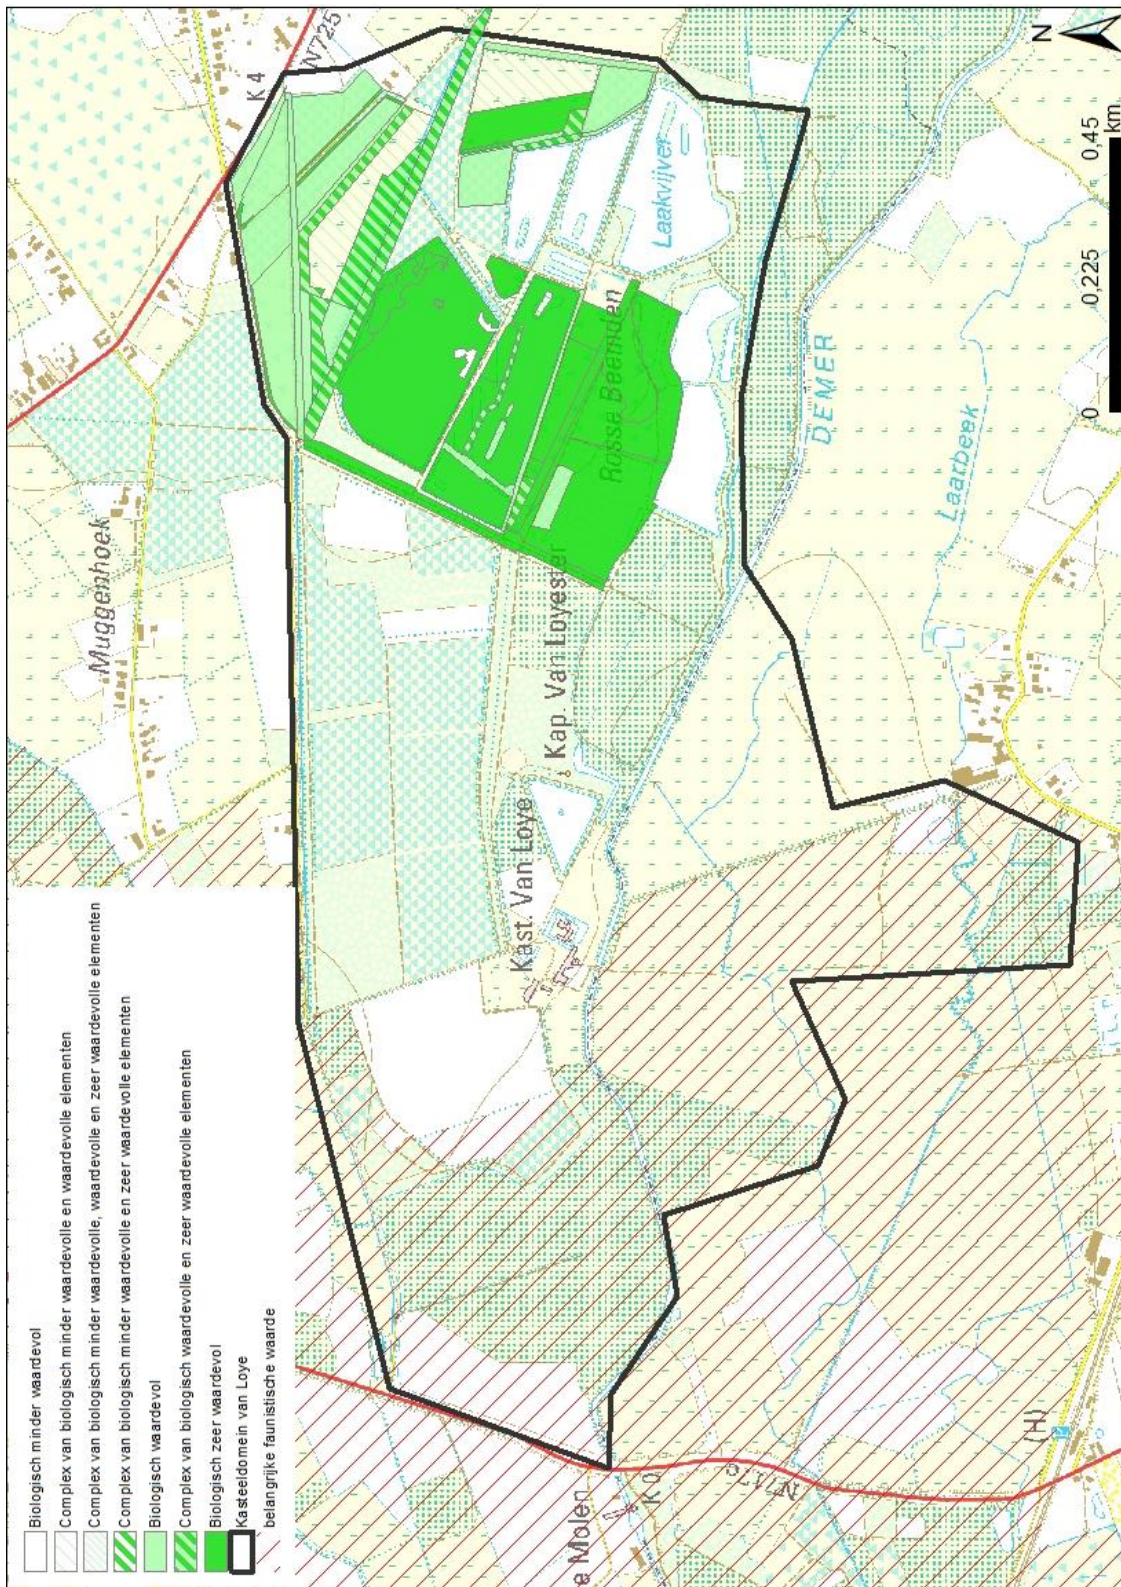 Biologisch minder waardevol
Complex van biologisch minder waardevolle en waardevolle elementen
Complex van biologisch minder waardevolle, waardevolle en zeer waardevolle elementen
Complex van biologisch minder waardevolle en zeer waardevolle elementen
Biologisch waardevol
Complex van biologisch waardevolle en zeer waardevolle elementen
Biologisch zeer waardevol
Kasteeldomein van Loye
belangrijke faunistische waarde
Muggenhoek
K 4
N725
N
Kast. Van Loye
Kap. Van Loyester
Rosse Beemden
Laakvijver
DEMER
Laarbeek
e Molen
K 0
N717c
(H)
0 0,225 0,45
km